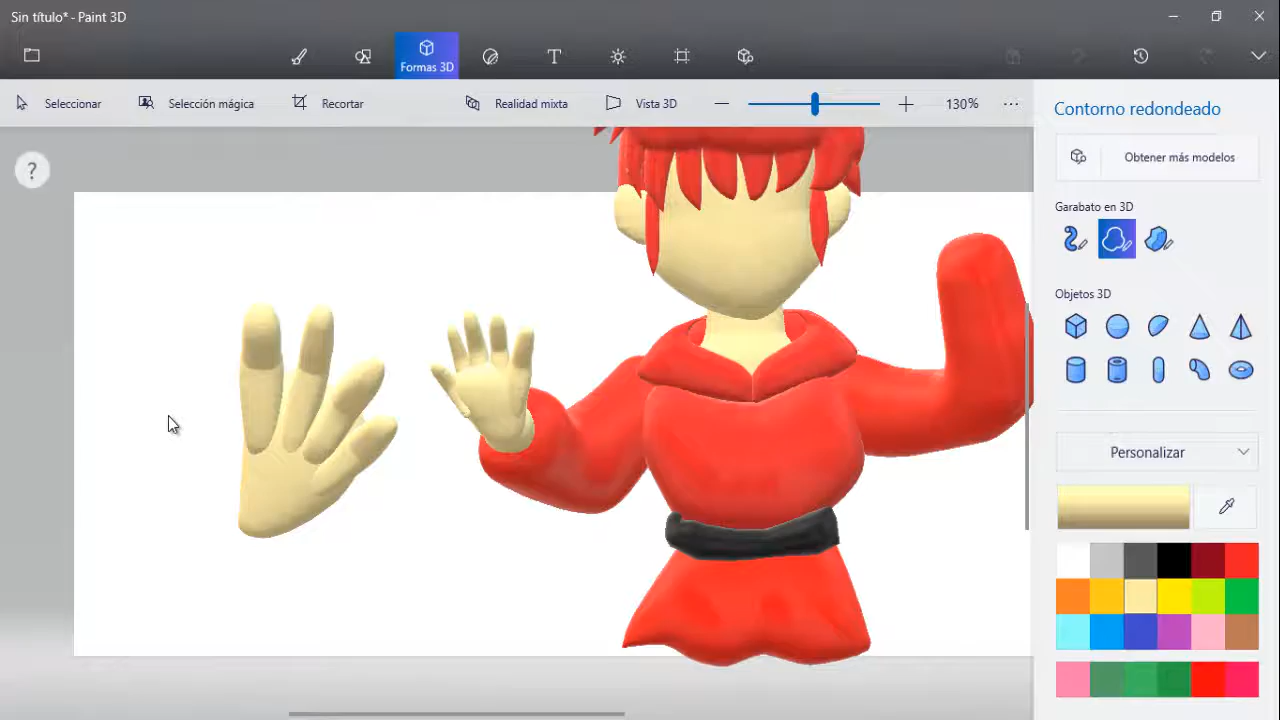 Sin título* - Paint 3D
Formas 3D
T
Seleccionar
Selección mágica
Recortar
Realidad mixta
Vista 3D
130%
...
?
Contorno redondeado
Obtener más modelos
Garabato en 3D
Objetos 3D
Personalizar